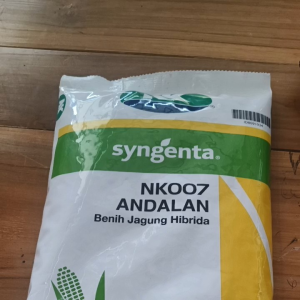 syngenta®
NK007
ANDALAN
Benih Jagung Hibrida